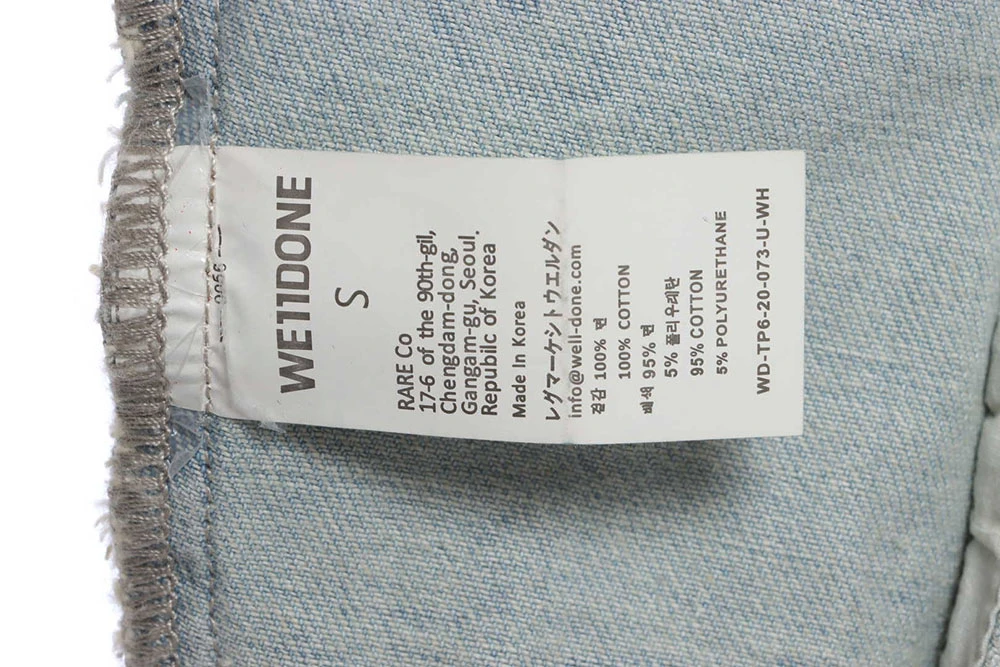 WE11DONE
S
RARE Co
17-6 of the 90th-gil,
Chengdam-dong,
Gangam-gu, Seoul.
Republic of Korea
Made In Korea
レグマーケントウエルダン
info@well-done.com
겉감 100% 면
100% COTTON
배색 95% 면
5% 폴리우레탄
95% COTTON
5% POLYURETHANE
WD-TP6-20-073-U-WH